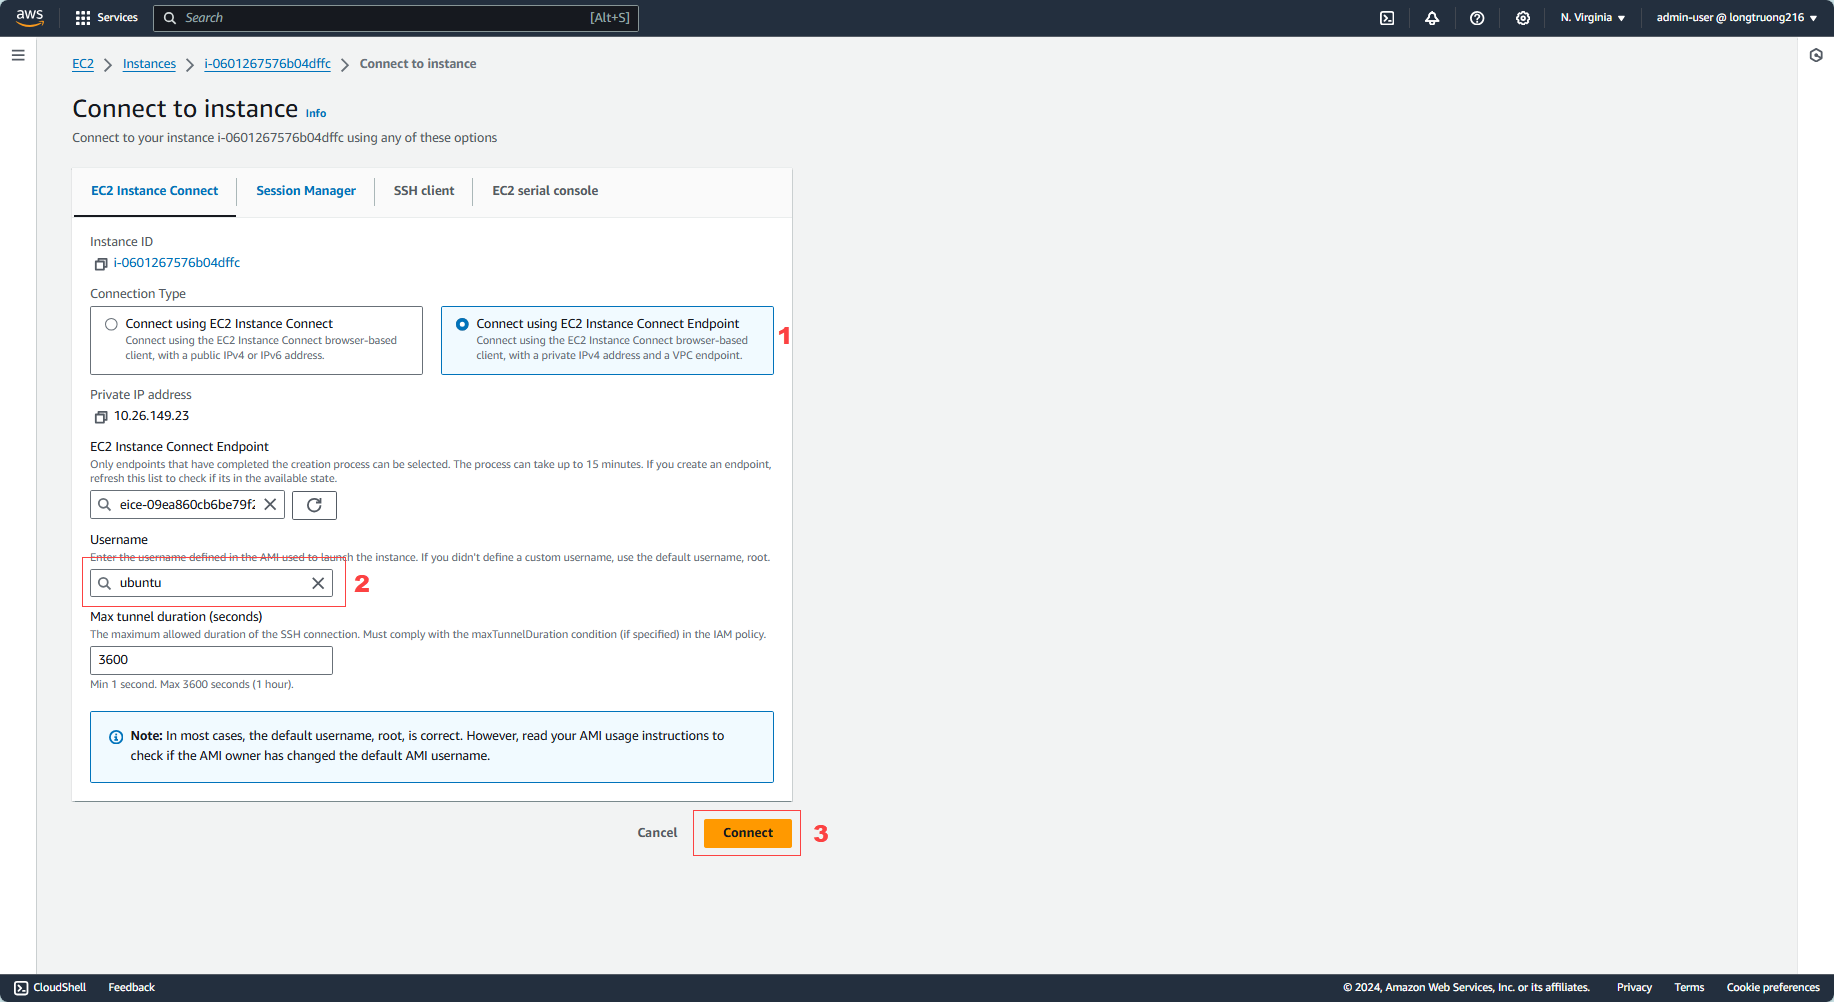 aws
Services
Search
[Alt+S]
N. Virginia
admin-user @ longtruong216
EC2
Instances
i-0601267576b04dffc
Connect to instance
Connect to instance Info
Connect to your instance i-0601267576b04dffc using any of these options
EC2 Instance Connect
Session Manager
SSH client
EC2 serial console
Instance ID
i-0601267576b04dffc
Connection Type
Connect using EC2 Instance Connect
Connect using the EC2 Instance Connect browser-based
client, with a public IPv4 or IPv6 address.
Connect using EC2 Instance Connect Endpoint
Connect using the EC2 Instance Connect browser-based
client, with a private IPv4 address and a VPC endpoint.
1
Private IP address
10.26.149.23
EC2 Instance Connect Endpoint
Only endpoints that have completed the creation process can be selected. The process can take up to 15 minutes. If you create an endpoint,
refresh this list to check if its in the available state.
eice-09ea860cb6be79f2
Username
Enter the username defined in the AMI used to launch the instance. If you didn't define a custom username, use the default username, root.
ubuntu
2
Max tunnel duration (seconds)
The maximum allowed duration of the SSH connection. Must comply with the maxTunnelDuration condition (if specified) in the IAM policy.
3600
Min 1 second. Max 3600 seconds (1 hour).
Note: In most cases, the default username, root, is correct. However, read your AMI usage instructions to
check if the AMI owner has changed the default AMI username.
Cancel
Connect
3
CloudShell
Feedback
© 2024, Amazon Web Services, Inc. or its affiliates.
Privacy
Terms
Cookie preferences